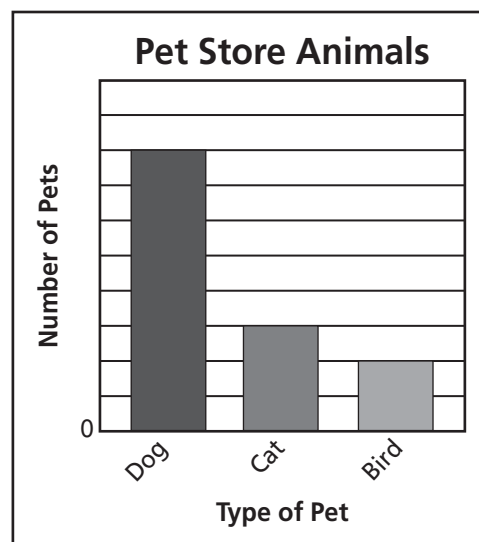 Pet Store Animals
Number of Pets
0
Dog
Cat
Bird
Type of Pet